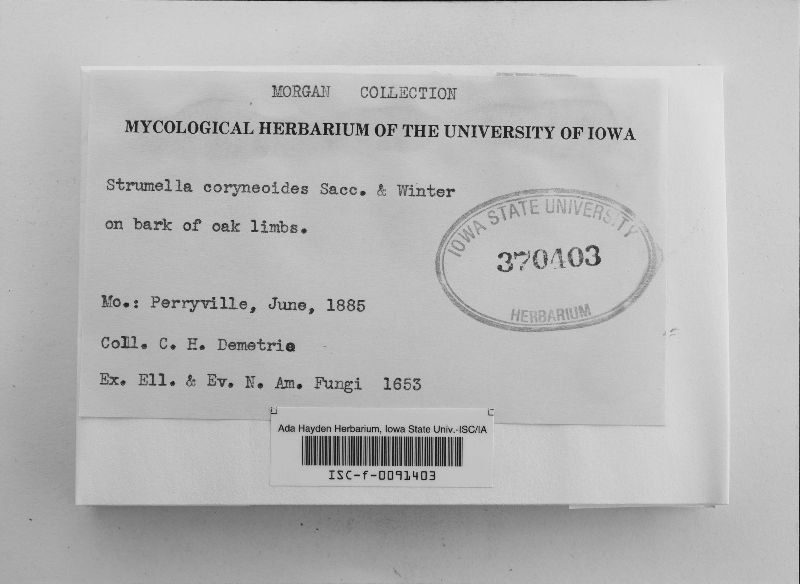 MORGAN COLLECTION
MYCOLOGICAL HERBARIUM OF THE UNIVERSITY OF IOWA
Strumella coryneoides Sacc. & Winter
on bark of oak limbs.
IOWA STATE UNIVERSITY
370403
HERBARIUM
Mo.: Perryville, June, 1885
Coll. C. H. Demetrie
Ex. Ell. & Ev. N. Am. Fungi 1653
Ada Hayden Herbarium, Iowa State Univ.-ISC/IA
ISC-f-0091403